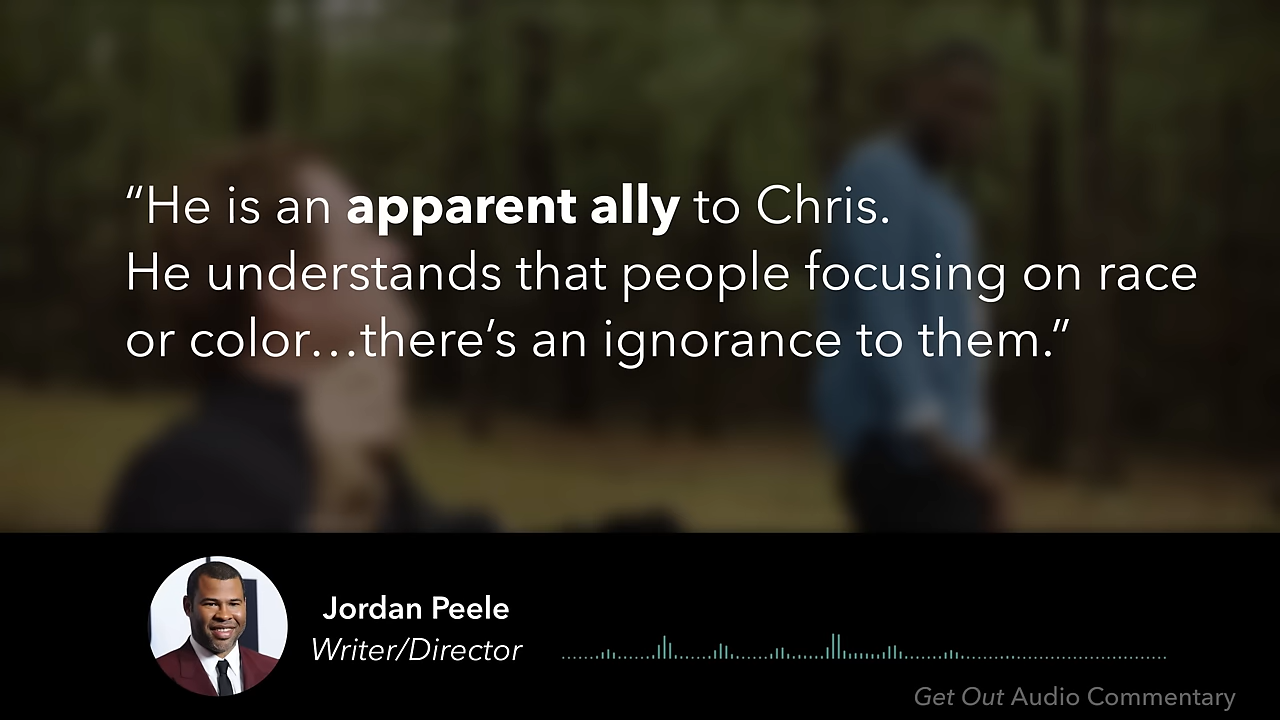 “He is an apparent ally to Chris.
He understands that people focusing on race
or color…there’s an ignorance to them.”
Jordan Peele
Writer/Director
Get Out Audio Commentary